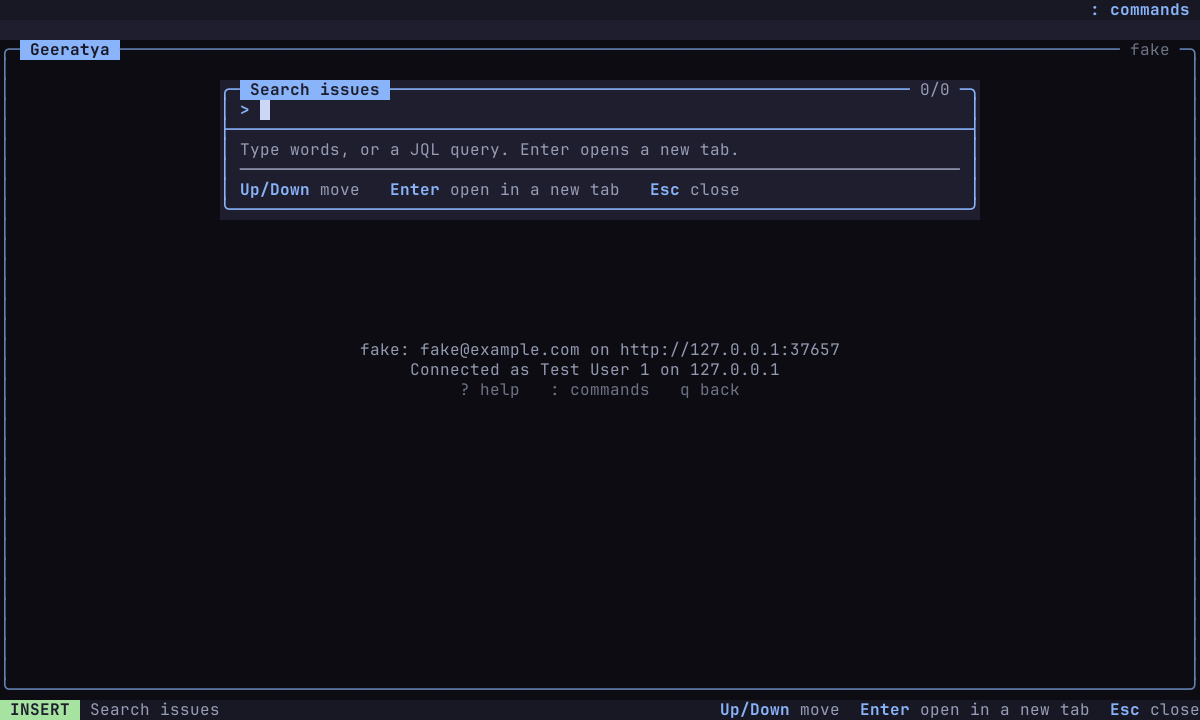 : commands
Geeratya fake
Search issues 0/0
>
Type words, or a JQL query. Enter opens a new tab.
Up/Down move Enter open in a new tab Esc close
fake: fake@example.com on http://127.0.0.1:37657
Connected as Test User 1 on 127.0.0.1
? help : commands q back
INSERT Search issues Up/Down move Enter open in a new tab Esc close